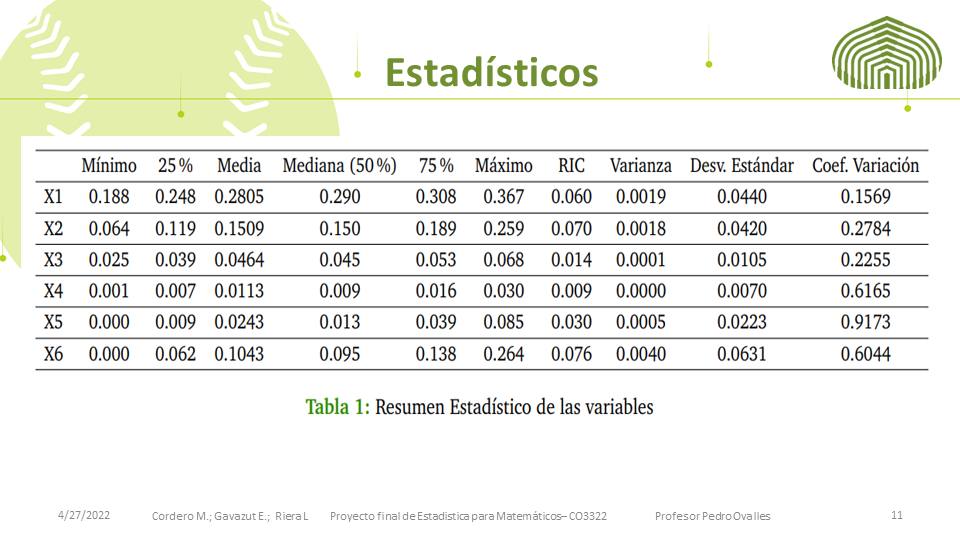 Estadísticos
Mínimo 25 % Media Mediana (50 %) 75 % Máximo RIC Varianza Desv. Estándar Coef. Variación
X1 0.188 0.248 0.2805 0.290 0.308 0.367 0.060 0.0019 0.0440 0.1569
X2 0.064 0.119 0.1509 0.150 0.189 0.259 0.070 0.0018 0.0420 0.2784
X3 0.025 0.039 0.0464 0.045 0.053 0.068 0.014 0.0001 0.0105 0.2255
X4 0.001 0.007 0.0113 0.009 0.016 0.030 0.009 0.0000 0.0070 0.6165
X5 0.000 0.009 0.0243 0.013 0.039 0.085 0.030 0.0005 0.0223 0.9173
X6 0.000 0.062 0.1043 0.095 0.138 0.264 0.076 0.0040 0.0631 0.6044
Tabla 1: Resumen Estadístico de las variables
4/27/2022 Cordero M.; Gavazut E.; Riera L Proyecto final de Estadistica para Matemáticos– CO3322 Profesor Pedro Ovalles 11